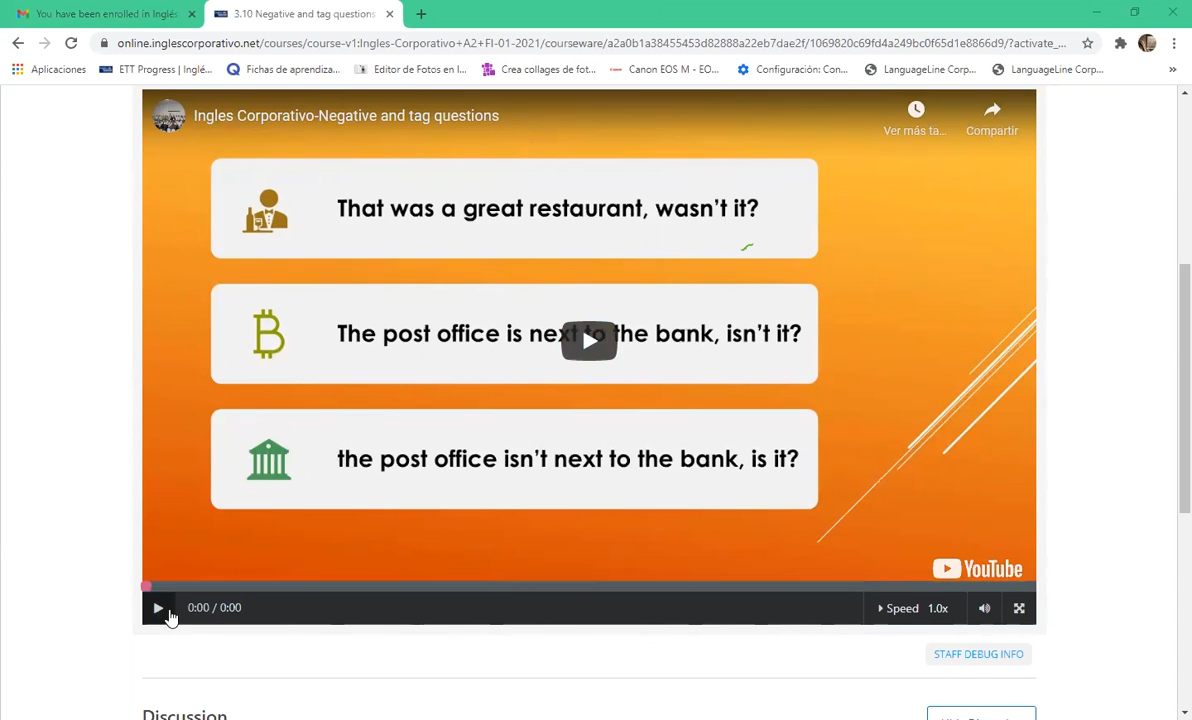 You have been enrolled in Inglés
3.10 Negative and tag questions
online.inglescorporativo.net/courses/course-v1:Ingles-Corporativo+A2+FI-01-2021/courseware/a2a0b1a38455453d82888a22eb7dae2f/1069820c69fd4a249bc0f65d1e8866d9/?activate_...
Aplicaciones
ETT Progress | Inglé...
Fichas de aprendiza...
Editor de Fotos en l...
Crea collages de fot...
Canon EOS M - EO...
Configuración: Con...
LanguageLine Corp...
LanguageLine Corp...
»
Ingles Corporativo-Negative and tag questions
Ver más ta...
Compartir
That was a great restaurant, wasn't it?
The post office is next to the bank, isn't it?
the post office isn't next to the bank, is it?
YouTube
0:00 / 0:00
Speed 1.0x
STAFF DEBUG INFO
Discussion